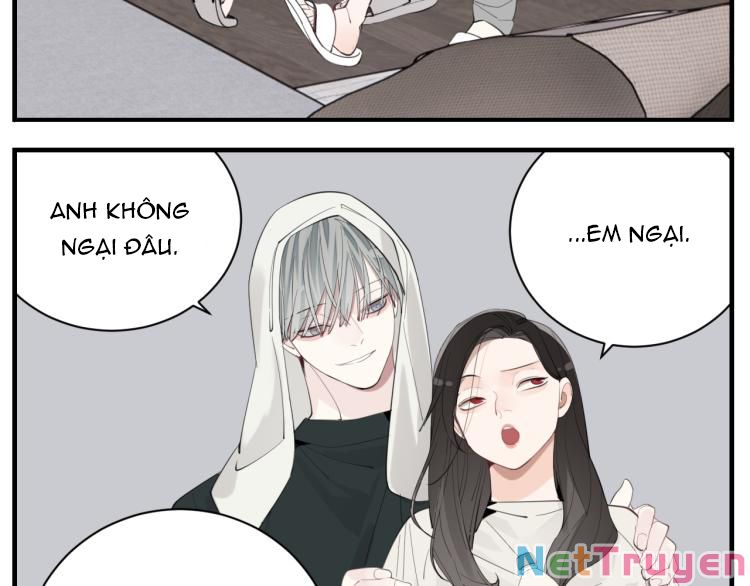 ANH KHÔNG
NGẠI ĐÂU.
...EM NGẠI.
NETTRUYEN